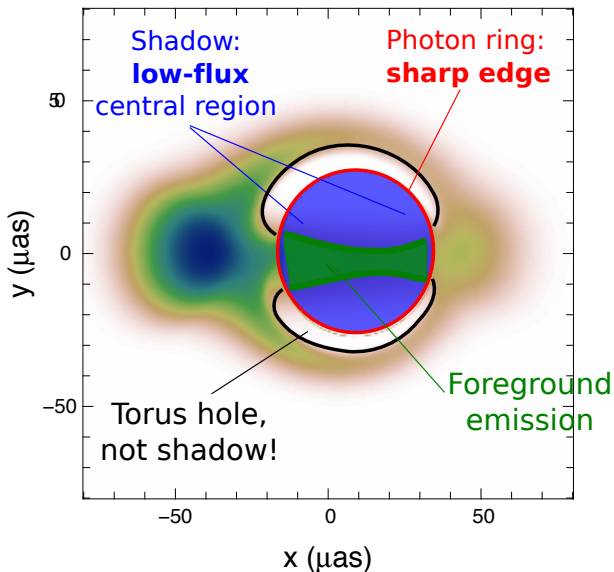 Shadow:
low-flux
central region
Photon ring:
sharp edge
50
0
−50
y (μas)
Torus hole,
not shadow!
Foreground
emission
−50
0
50
x (μas)